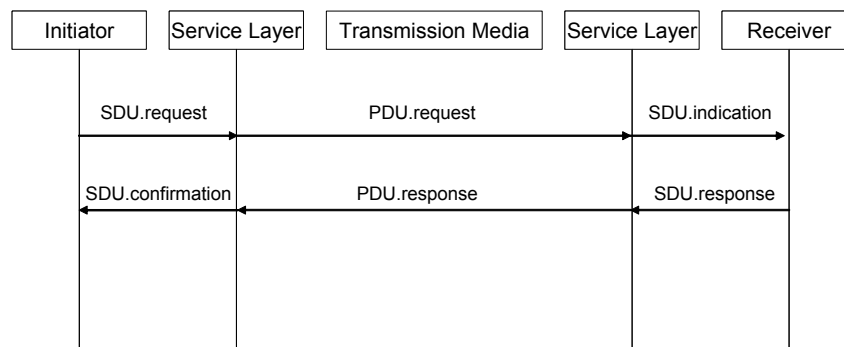 Initiator
Service Layer
Transmission Media
Service Layer
Receiver
SDU.request
PDU.request
SDU.indication
SDU.confirmation
PDU.response
SDU.response